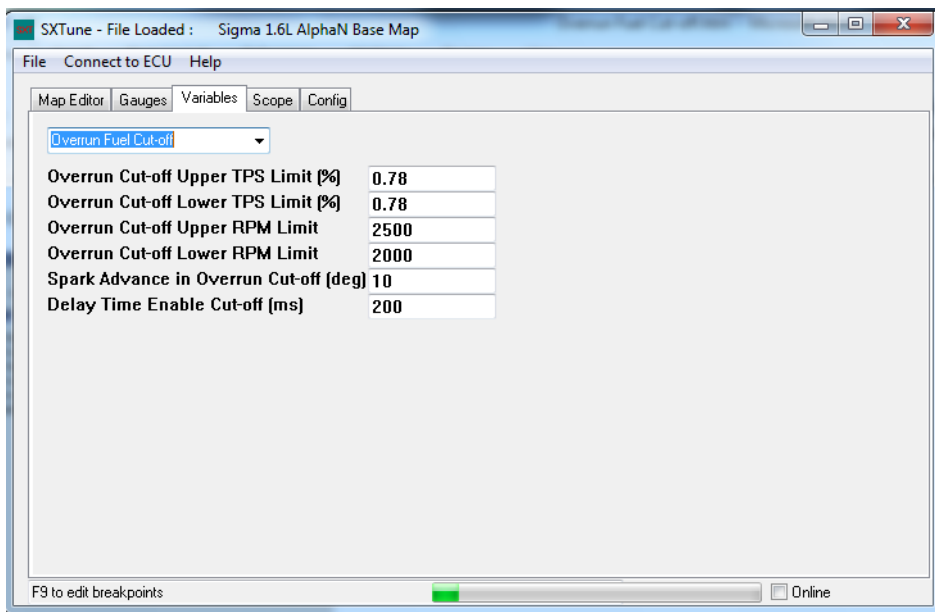 SXTune - File Loaded : Sigma 1.6L AlphaN Base Map
File Connect to ECU Help
Map Editor Gauges Variables Scope Config
Overrun Fuel Cut-off
Overrun Cut-off Upper TPS Limit (%) 0.78
Overrun Cut-off Lower TPS Limit (%) 0.78
Overrun Cut-off Upper RPM Limit 2500
Overrun Cut-off Lower RPM Limit 2000
Spark Advance in Overrun Cut-off (deg) 10
Delay Time Enable Cut-off (ms) 200
F9 to edit breakpoints Online